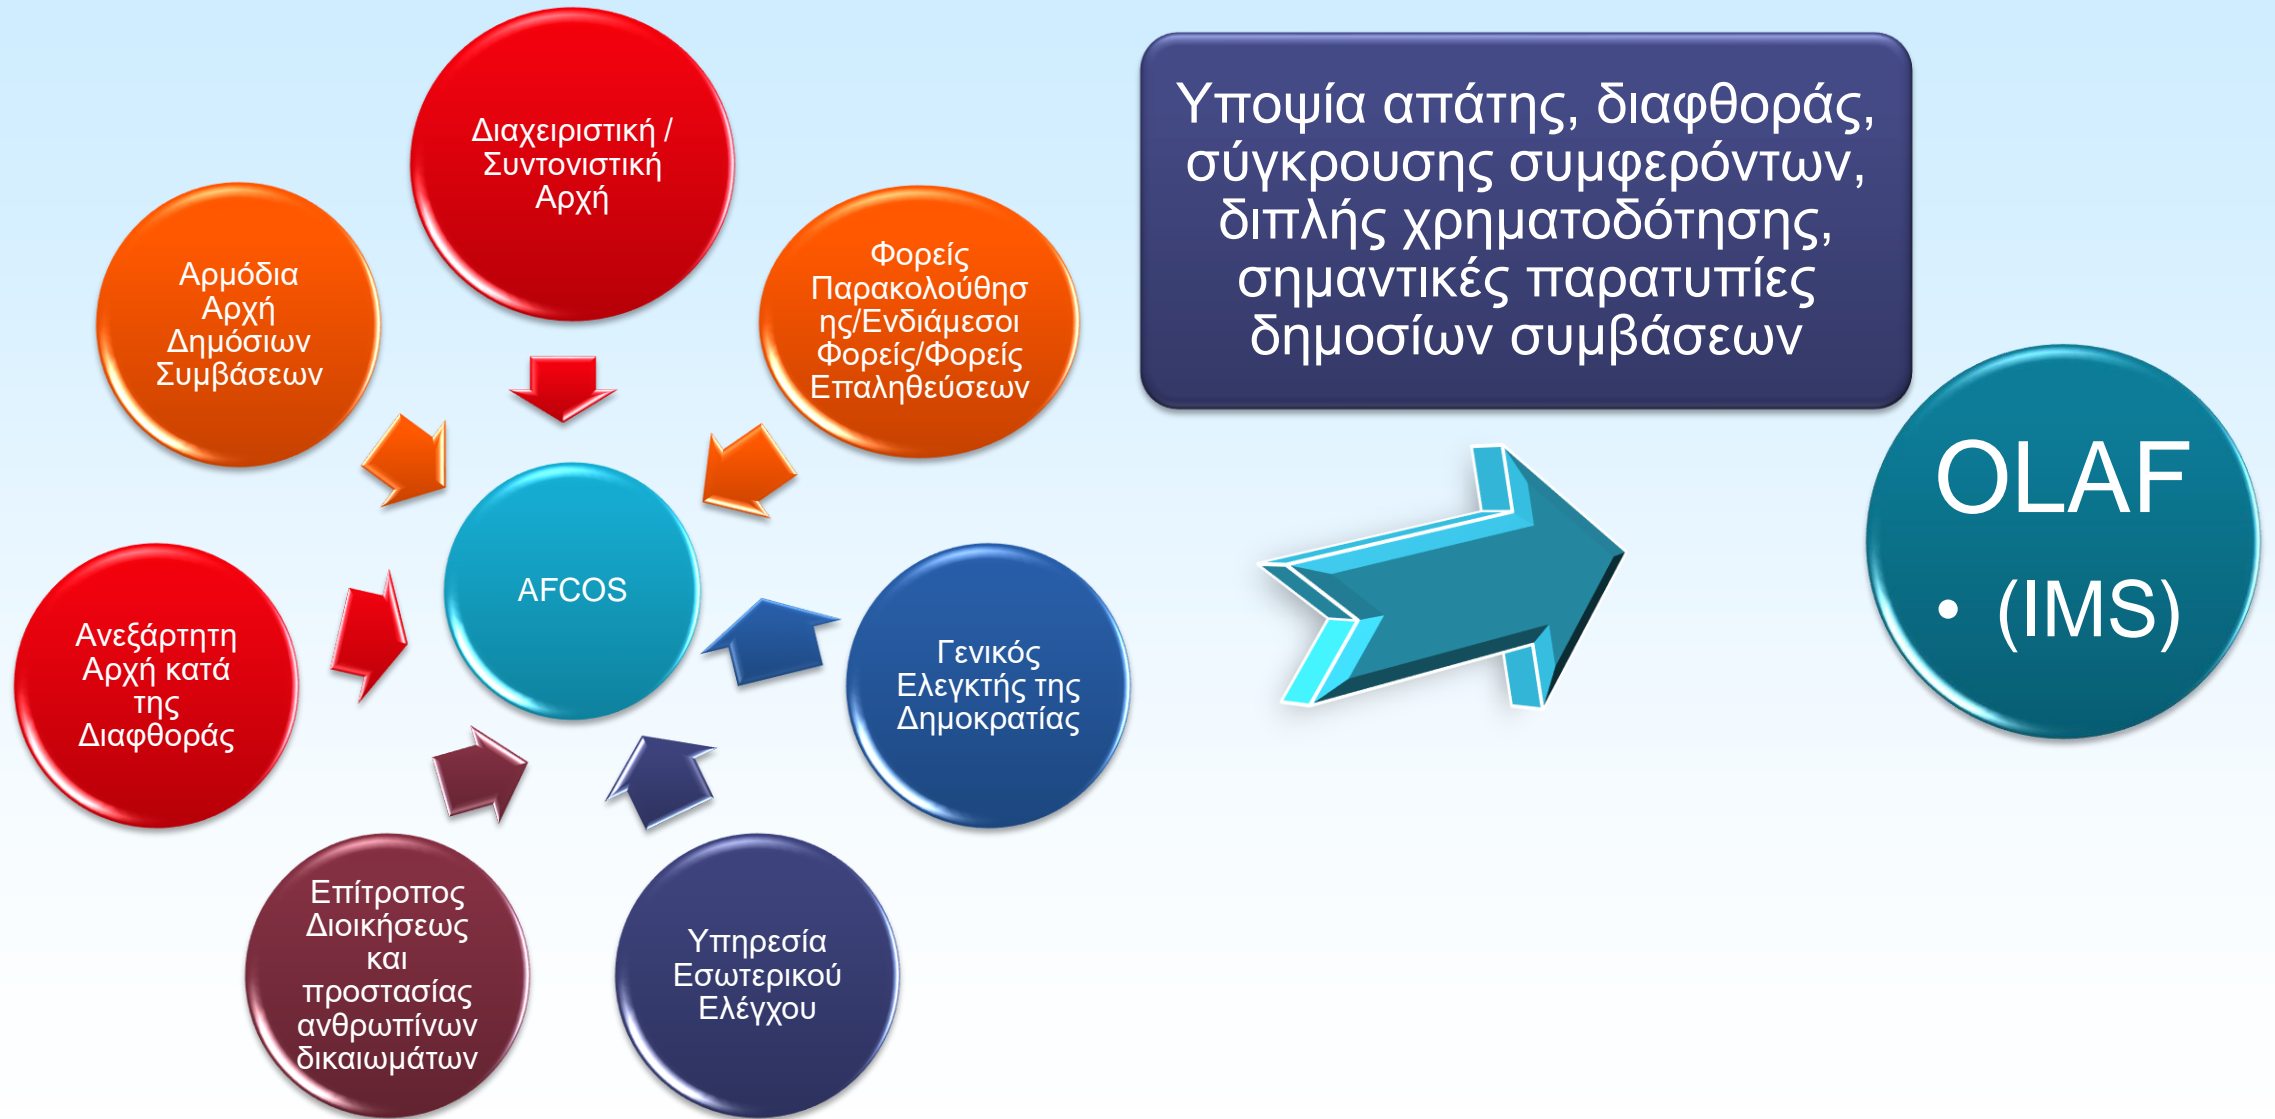 Διαχειριστική /
Συντονιστική
Αρχή
Φορείς
Παρακολούθησ
ης/Ενδιάμεσοι
Φορείς/Φορείς
Επαληθεύσεων
Γενικός
Ελεγκτής της
Δημοκρατίας
Υπηρεσία
Εσωτερικού
Ελέγχου
Επίτροπος
Διοικήσεως
και
προστασίας
ανθρωπίνων
δικαιωμάτων
Ανεξάρτητη
Αρχή κατά
της
Διαφθοράς
Αρμόδια
Αρχή
Δημόσιων
Συμβάσεων
AFCOS
Υποψία απάτης, διαφθοράς,
σύγκρουσης συμφερόντων,
διπλής χρηματοδότησης,
σημαντικές παρατυπίες
δημοσίων συμβάσεων
OLAF
• (IMS)